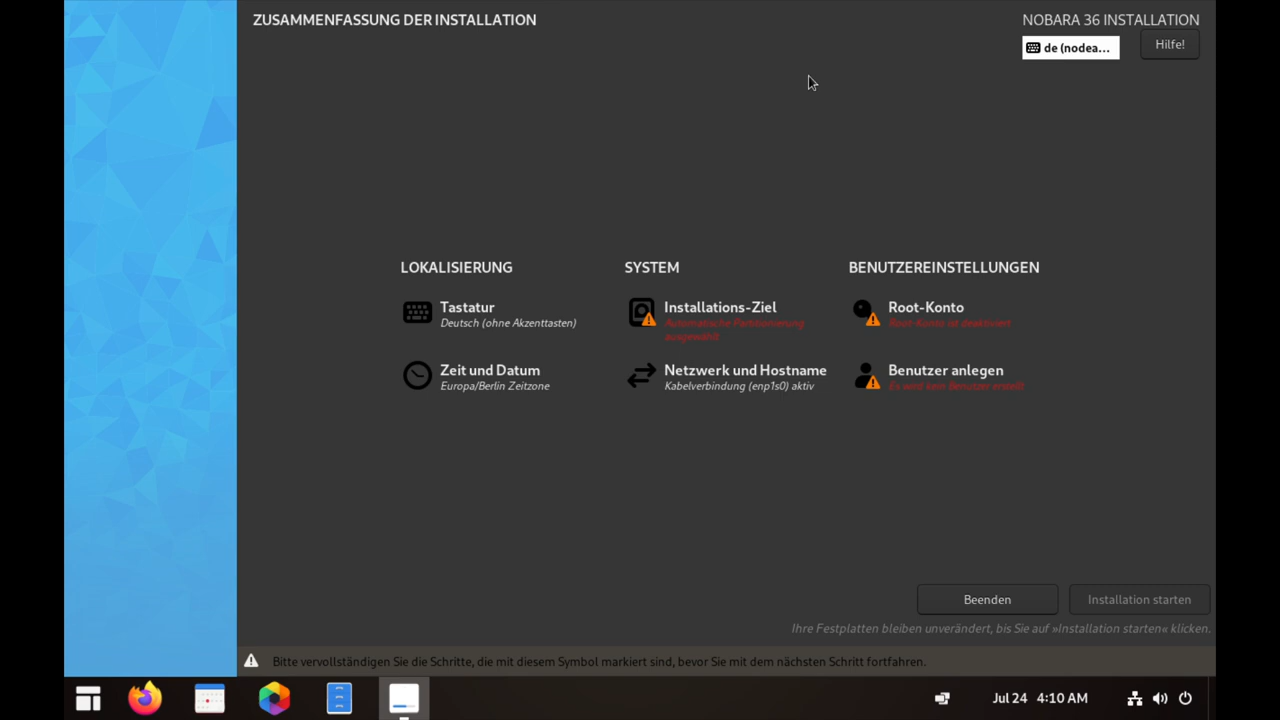 ZUSAMMENFASSUNG DER INSTALLATION
NOBARA 36 INSTALLATION
de (nodea...
Hilfe!
LOKALISIERUNG
SYSTEM
BENUTZEREINSTELLUNGEN
Tastatur
Deutsch (ohne Akzenttasten)
Installations-Ziel
Automatische Partitionierung
ausgewählt
Root-Konto
Root-Konto ist deaktiviert
Zeit und Datum
Europa/Berlin Zeitzone
Netzwerk und Hostname
Kabelverbindung (enp1s0) aktiv
Benutzer anlegen
Es wird kein Benutzer erstellt
Beenden
Installation starten
Ihre Festplatten bleiben unverändert, bis Sie auf »Installation starten« klicken.
Bitte vervollständigen Sie die Schritte, die mit diesem Symbol markiert sind, bevor Sie mit dem nächsten Schritt fortfahren.
Jul 24 4:10 AM